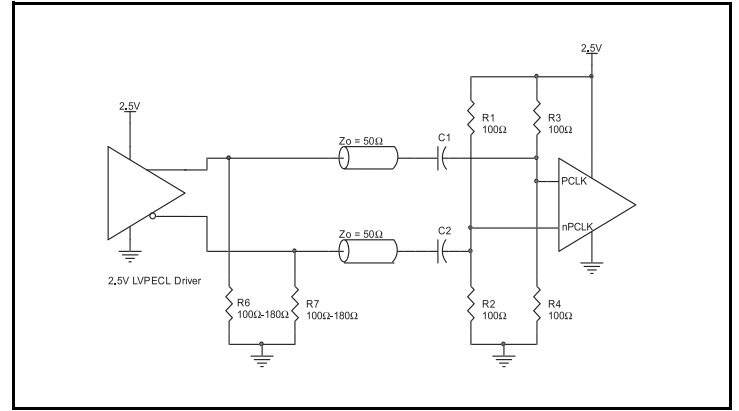 2.5V
2.5V
R1
100Ω
R3
100Ω
Zo = 50Ω
C1
PCLK
nPCLK
Zo = 50Ω
C2
2.5V LVPECL Driver
R6
100Ω-180Ω
R7
100Ω-180Ω
R2
100Ω
R4
100Ω